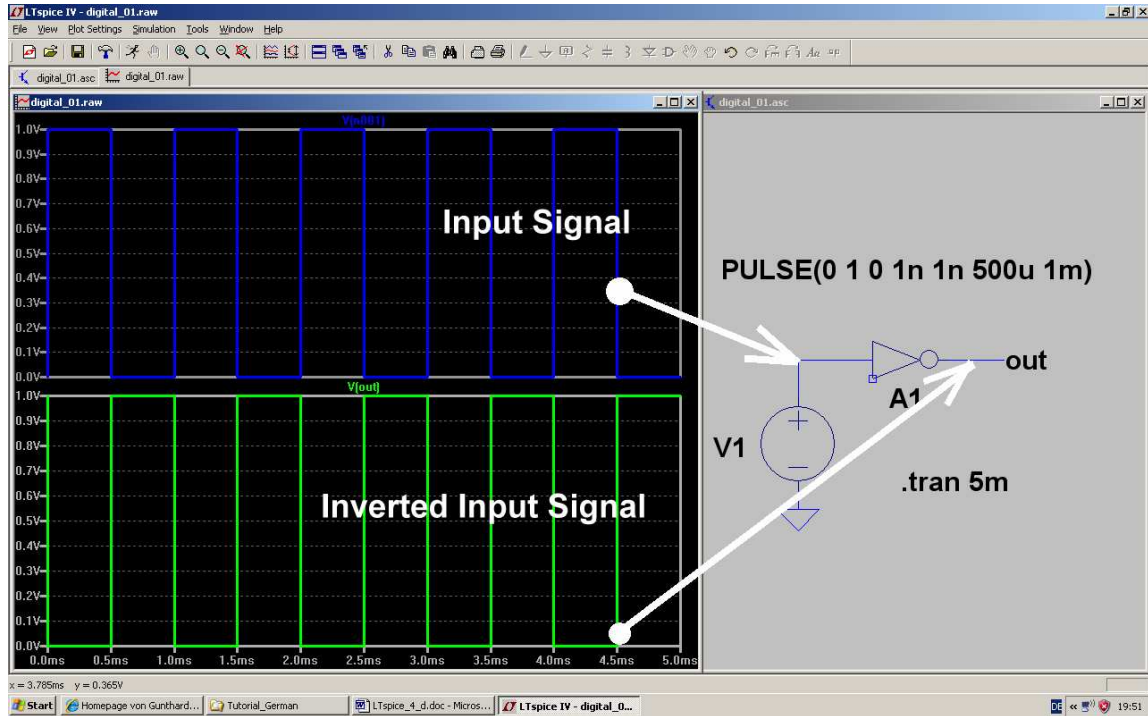 LTspice IV - digital_01.raw
File View Plot Settings Simulation Tools Window Help
digital_01.asc digital_01.raw
digital_01.raw
digital_01.asc
V(n001)
1.0V
0.9V
0.8V
0.7V
0.6V
0.5V
0.4V
0.3V
0.2V
0.1V
0.0V
Input Signal
V(out)
1.0V
0.9V
0.8V
0.7V
0.6V
0.5V
0.4V
0.3V
0.2V
0.1V
0.0V
Inverted Input Signal
0.0ms 0.5ms 1.0ms 1.5ms 2.0ms 2.5ms 3.0ms 3.5ms 4.0ms 4.5ms 5.0ms
PULSE(0 1 0 1n 1n 500u 1m)
out
A1
V1
.tran 5m
x = 3.785ms y = 0.365V
Start Homepage von Gunthard... Tutorial_German LTspice_4_d.doc - Micros... LTspice IV - digital_0... DE « 19:51